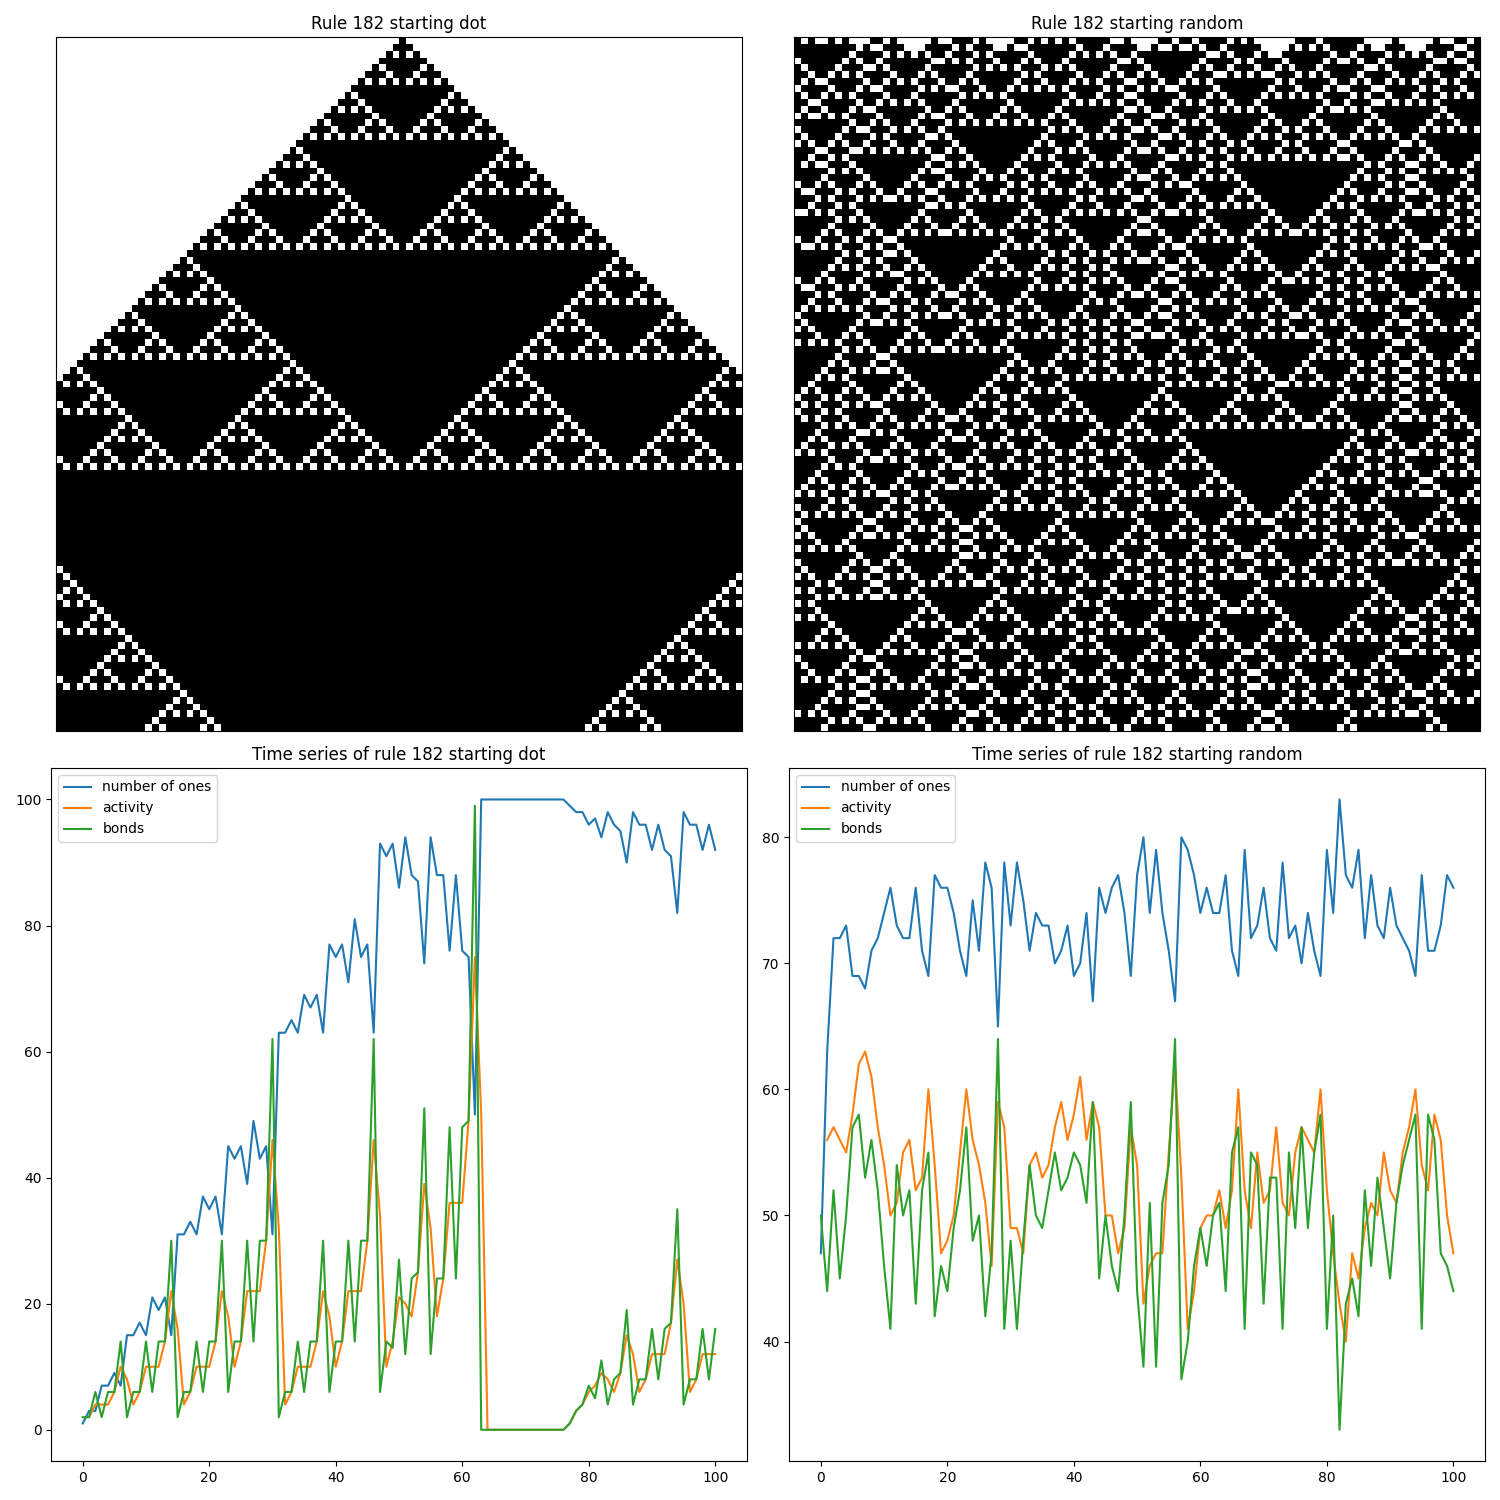 Rule 182 starting dot
Rule 182 starting random
Time series of rule 182 starting dot
number of ones
activity
bonds
100
80
60
40
20
0
0 20 40 60 80 100
Time series of rule 182 starting random
number of ones
activity
bonds
80
70
60
50
40
0 20 40 60 80 100